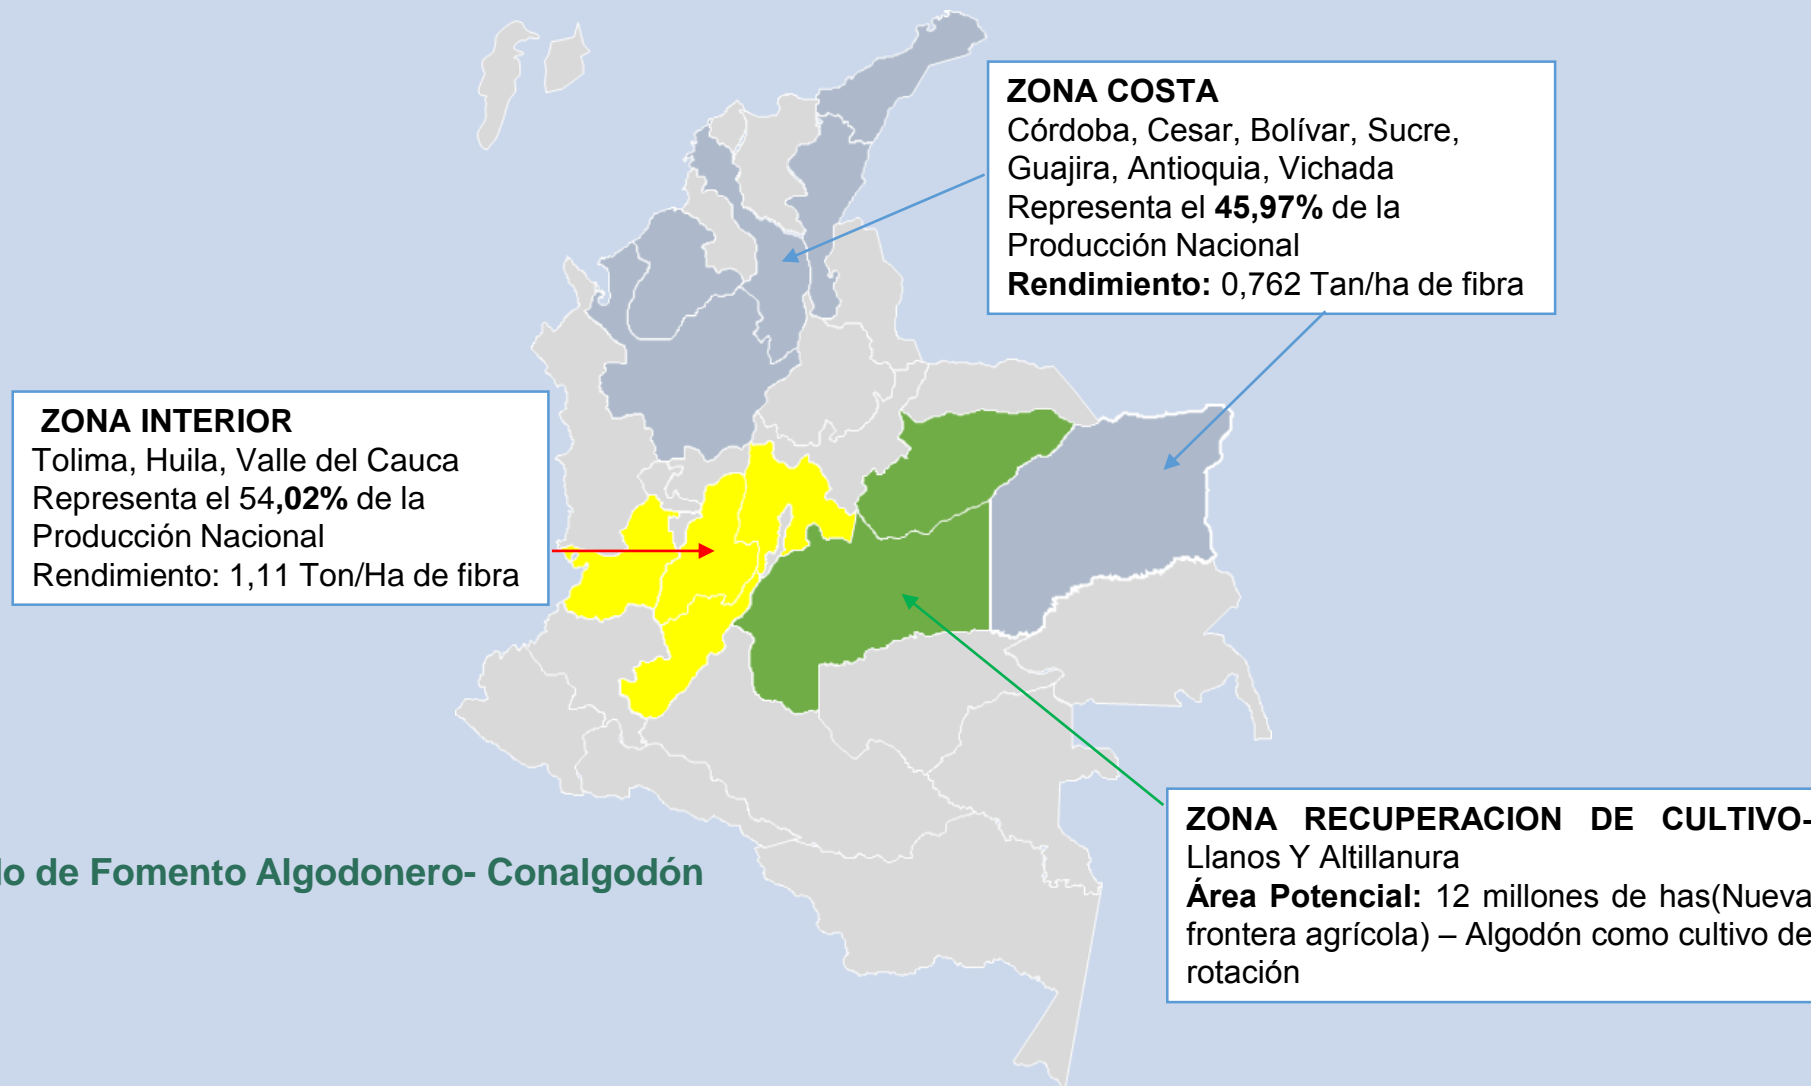 ZONA COSTA
Córdoba, Cesar, Bolívar, Sucre,
Guajira, Antioquia, Vichada
Representa el 45,97% de la
Producción Nacional
Rendimiento: 0,762 Tan/ha de fibra
ZONA INTERIOR
Tolima, Huila, Valle del Cauca
Representa el 54,02% de la
Producción Nacional
Rendimiento: 1,11 Ton/Ha de fibra
ZONA RECUPERACION DE CULTIVO-
Llanos Y Altillanura
Área Potencial: 12 millones de has(Nueva
frontera agrícola) – Algodón como cultivo de
rotación
de Fomento Algodonero- Conalgodón